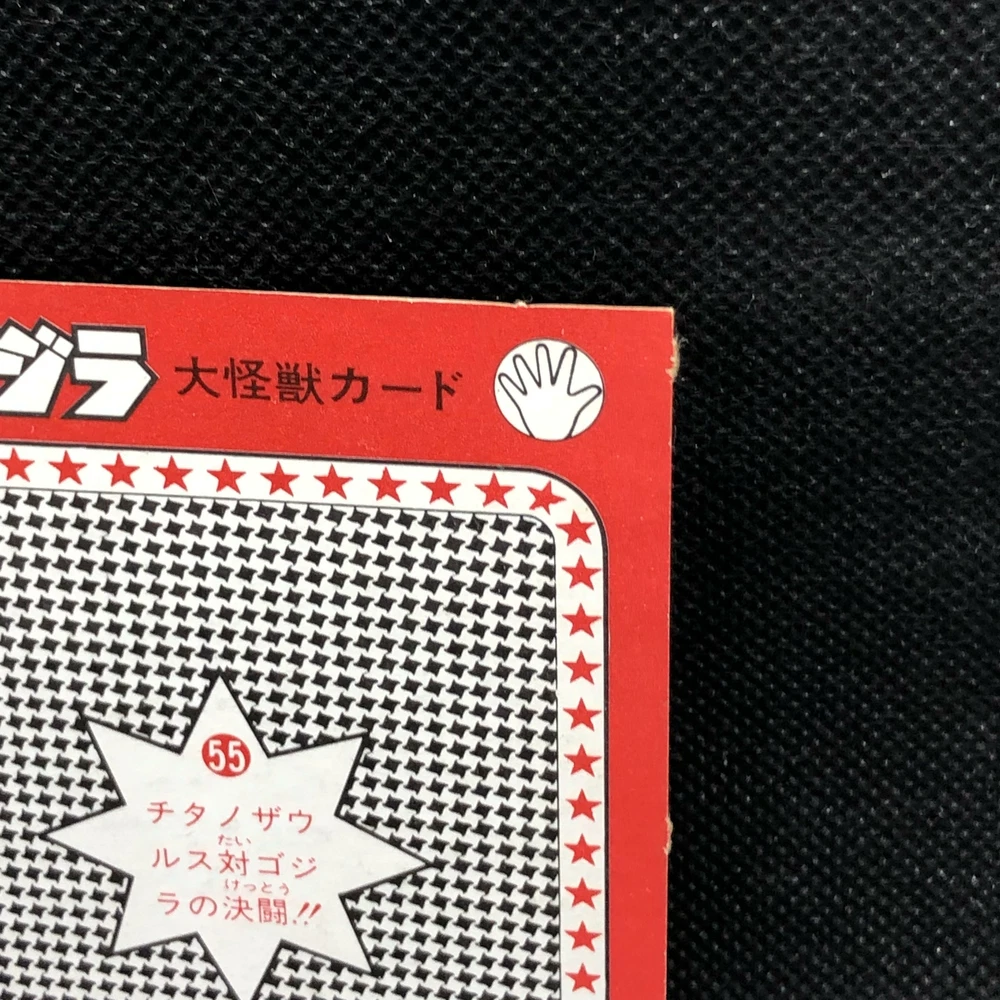 ジラ 大怪獣カード
55
チタノザウ
たい
ルス対ゴジ
けっとう
ラの決闘!!